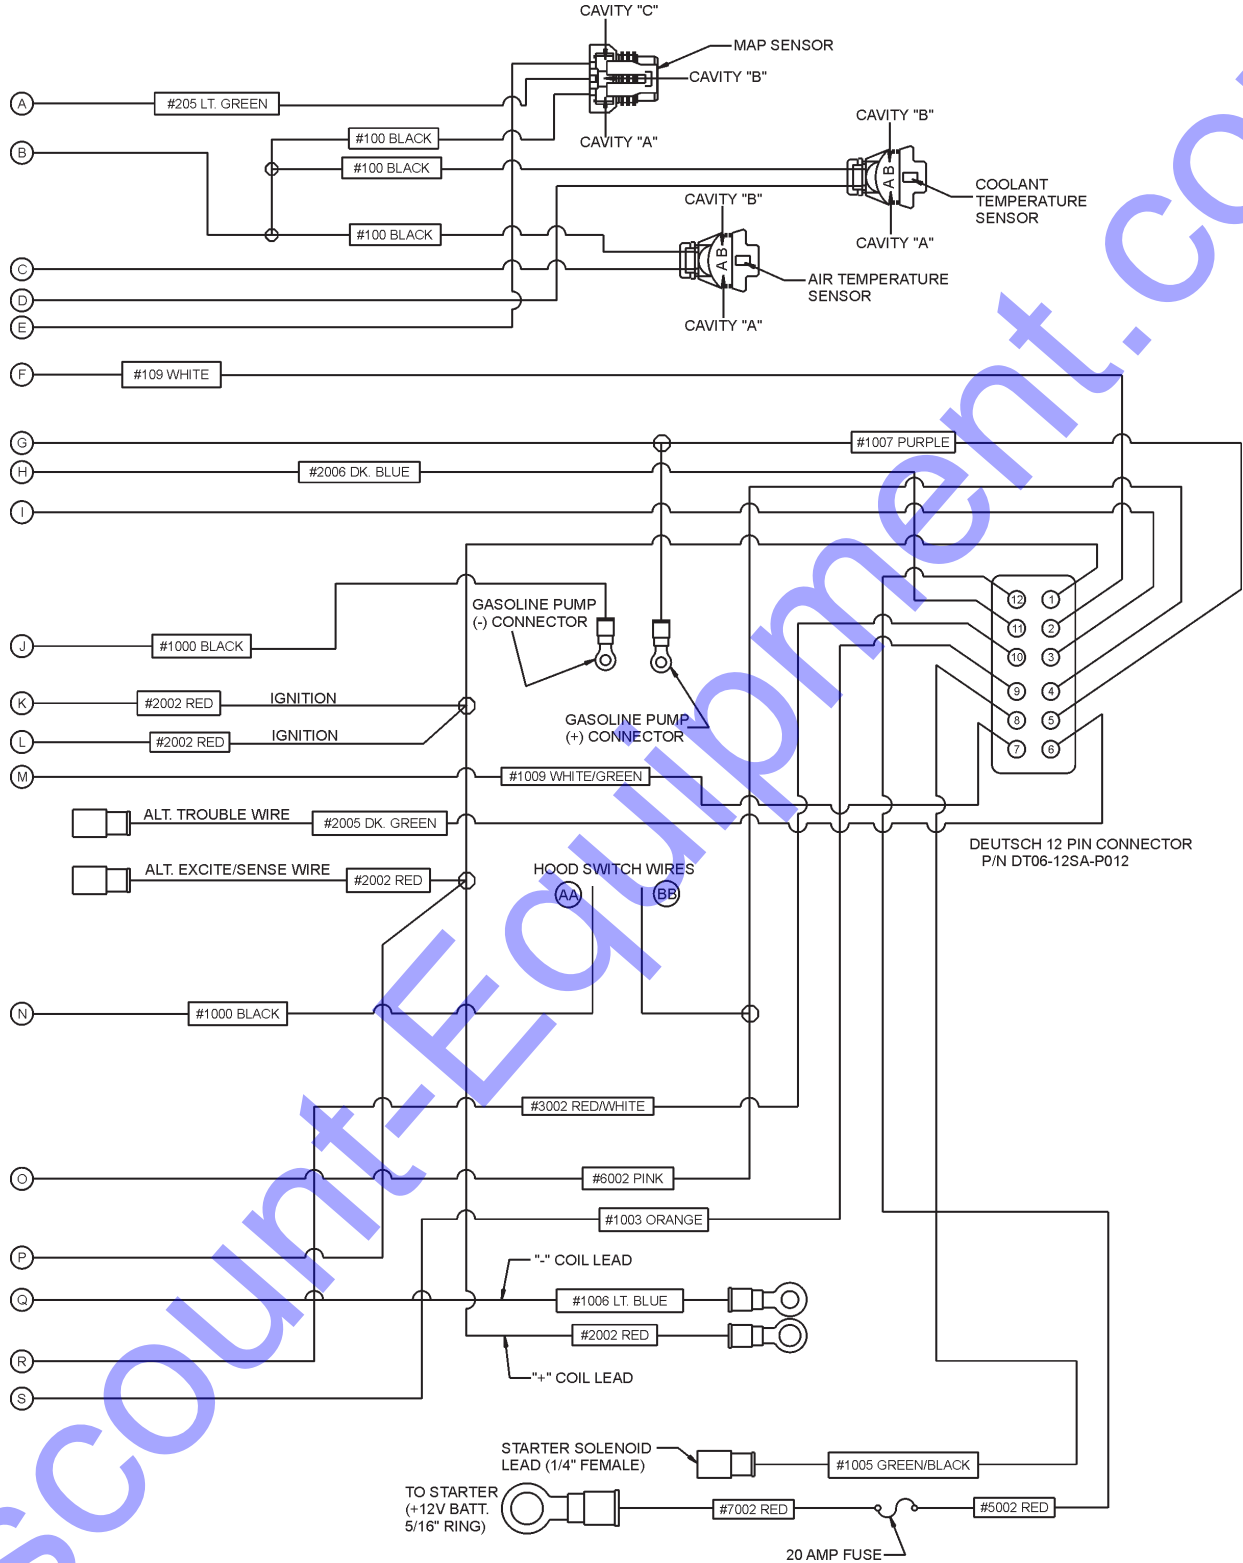 CAVITY "C"
MAP SENSOR
CAVITY "B"
A
#205 LT. GREEN
CAVITY "B"
#100 BLACK
CAVITY "A"
B
#100 BLACK
A B
COOLANT
TEMPERATURE
SENSOR
CAVITY "B"
#100 BLACK
CAVITY "A"
A B
C
AIR TEMPERATURE
SENSOR
D
CAVITY "A"
E
F
#109 WHITE
G
#1007 PURPLE
H
#2006 DK. BLUE
I
GASOLINE PUMP
(-) CONNECTOR
12
1
11
2
10
3
9
4
8
5
7
6
J
#1000 BLACK
K
#2002 RED
IGNITION
GASOLINE PUMP
(+) CONNECTOR
L
#2002 RED
IGNITION
M
#1009 WHITE/GREEN
ALT. TROUBLE WIRE
#2005 DK. GREEN
DEUTSCH 12 PIN CONNECTOR
P/N DT06-12SA-P012
ALT. EXCITE/SENSE WIRE
#2002 RED
HOOD SWITCH WIRES
AA
BB
N
#1000 BLACK
#3002 RED/WHITE
O
#6002 PINK
#1003 ORANGE
P
"-" COIL LEAD
Q
#1006 LT. BLUE
#2002 RED
R
"+" COIL LEAD
S
STARTER SOLENOID
LEAD (1/4" FEMALE)
#1005 GREEN/BLACK
TO STARTER
(+12V BATT.
5/16" RING)
#7002 RED
#5002 RED
20 AMP FUSE
scount-Equipment.co